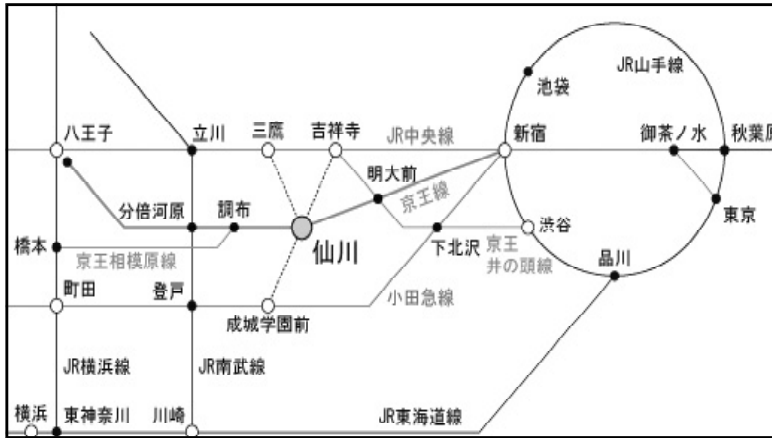 JR山手線
池袋
八王子
立川
三鷹
吉祥寺
JR中央線
新宿
御茶ノ水
秋葉原
明大前
京王線
分倍河原
調布
仙川
下北沢
京王
井の頭線
渋谷
東京
橋本
京王相模原線
品川
町田
登戸
成城学園前
小田急線
JR横浜線
JR南武線
横浜
東神奈川
川崎
JR東海道線